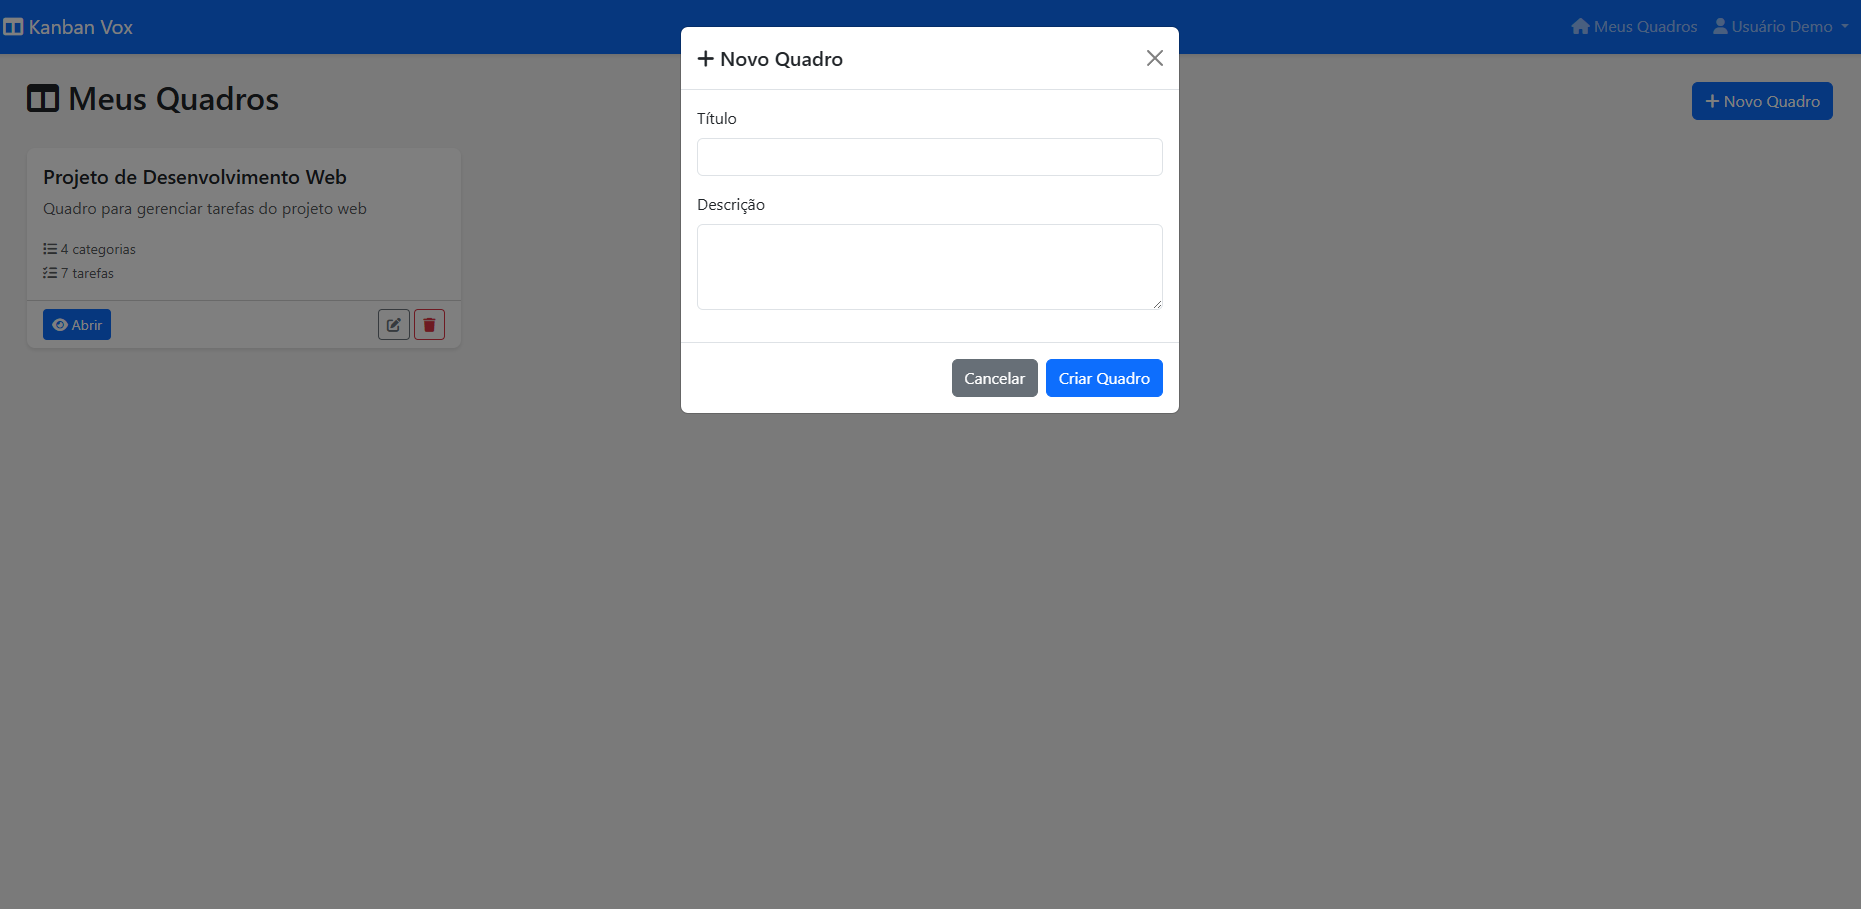 Kanban Vox
Meus Quadros
Usuário Demo
Meus Quadros
Novo Quadro
Projeto de Desenvolvimento Web
Quadro para gerenciar tarefas do projeto web
4 categorias
7 tarefas
Abrir
Novo Quadro
Título
Descrição
Cancelar
Criar Quadro